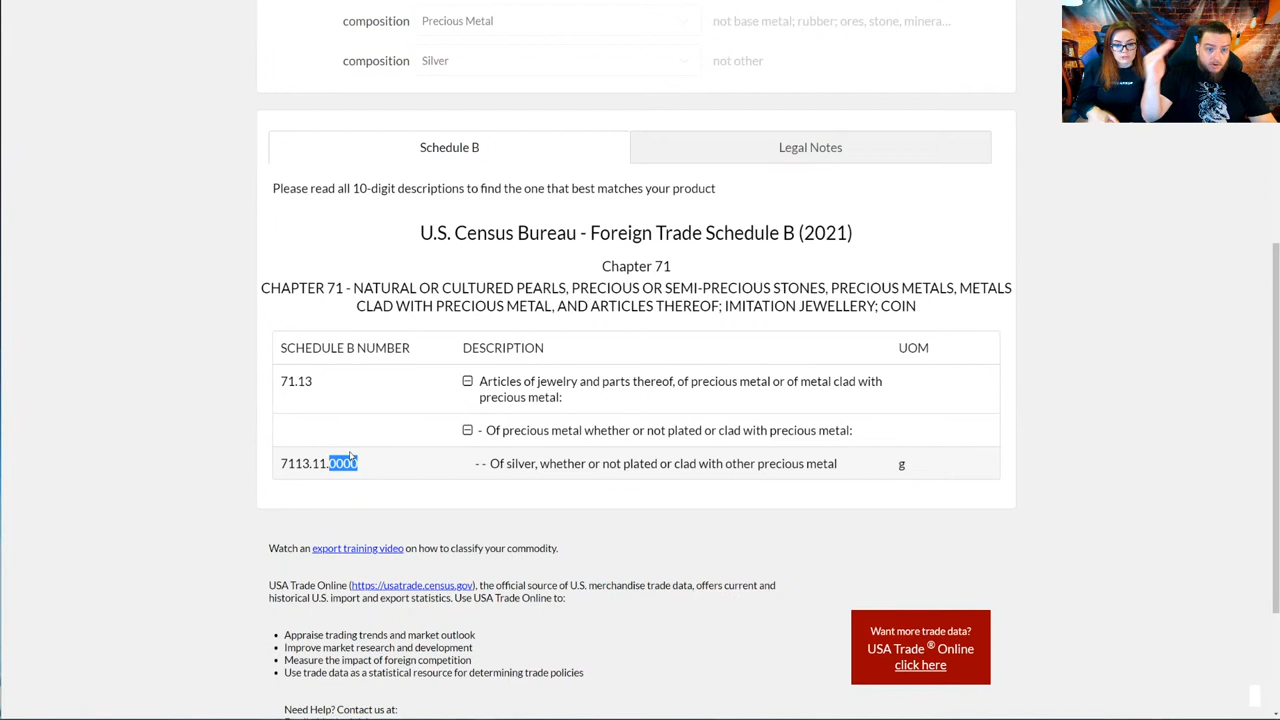 composition Precious Metal not base metal; rubber; ores, stone, minera...
composition Silver not other
Schedule B Legal Notes
Please read all 10-digit descriptions to find the one that best matches your product
U.S. Census Bureau - Foreign Trade Schedule B (2021)
Chapter 71
CHAPTER 71 - NATURAL OR CULTURED PEARLS, PRECIOUS OR SEMI-PRECIOUS STONES, PRECIOUS METALS, METALS
CLAD WITH PRECIOUS METAL, AND ARTICLES THEREOF; IMITATION JEWELLERY; COIN
SCHEDULE B NUMBER DESCRIPTION UOM
71.13 Articles of jewelry and parts thereof, of precious metal or of metal clad with
precious metal:
- Of precious metal whether or not plated or clad with precious metal:
7113.11.0000 - - Of silver, whether or not plated or clad with other precious metal g
Watch an export training video on how to classify your commodity.
USA Trade Online (https://usatrade.census.gov), the official source of U.S. merchandise trade data, offers current and
historical U.S. import and export statistics. Use USA Trade Online to:
• Appraise trading trends and market outlook
• Improve market research and development
• Measure the impact of foreign competition
• Use trade data as a statistical resource for determining trade policies
Want more trade data?
USA Trade ® Online
click here
Need Help? Contact us at: